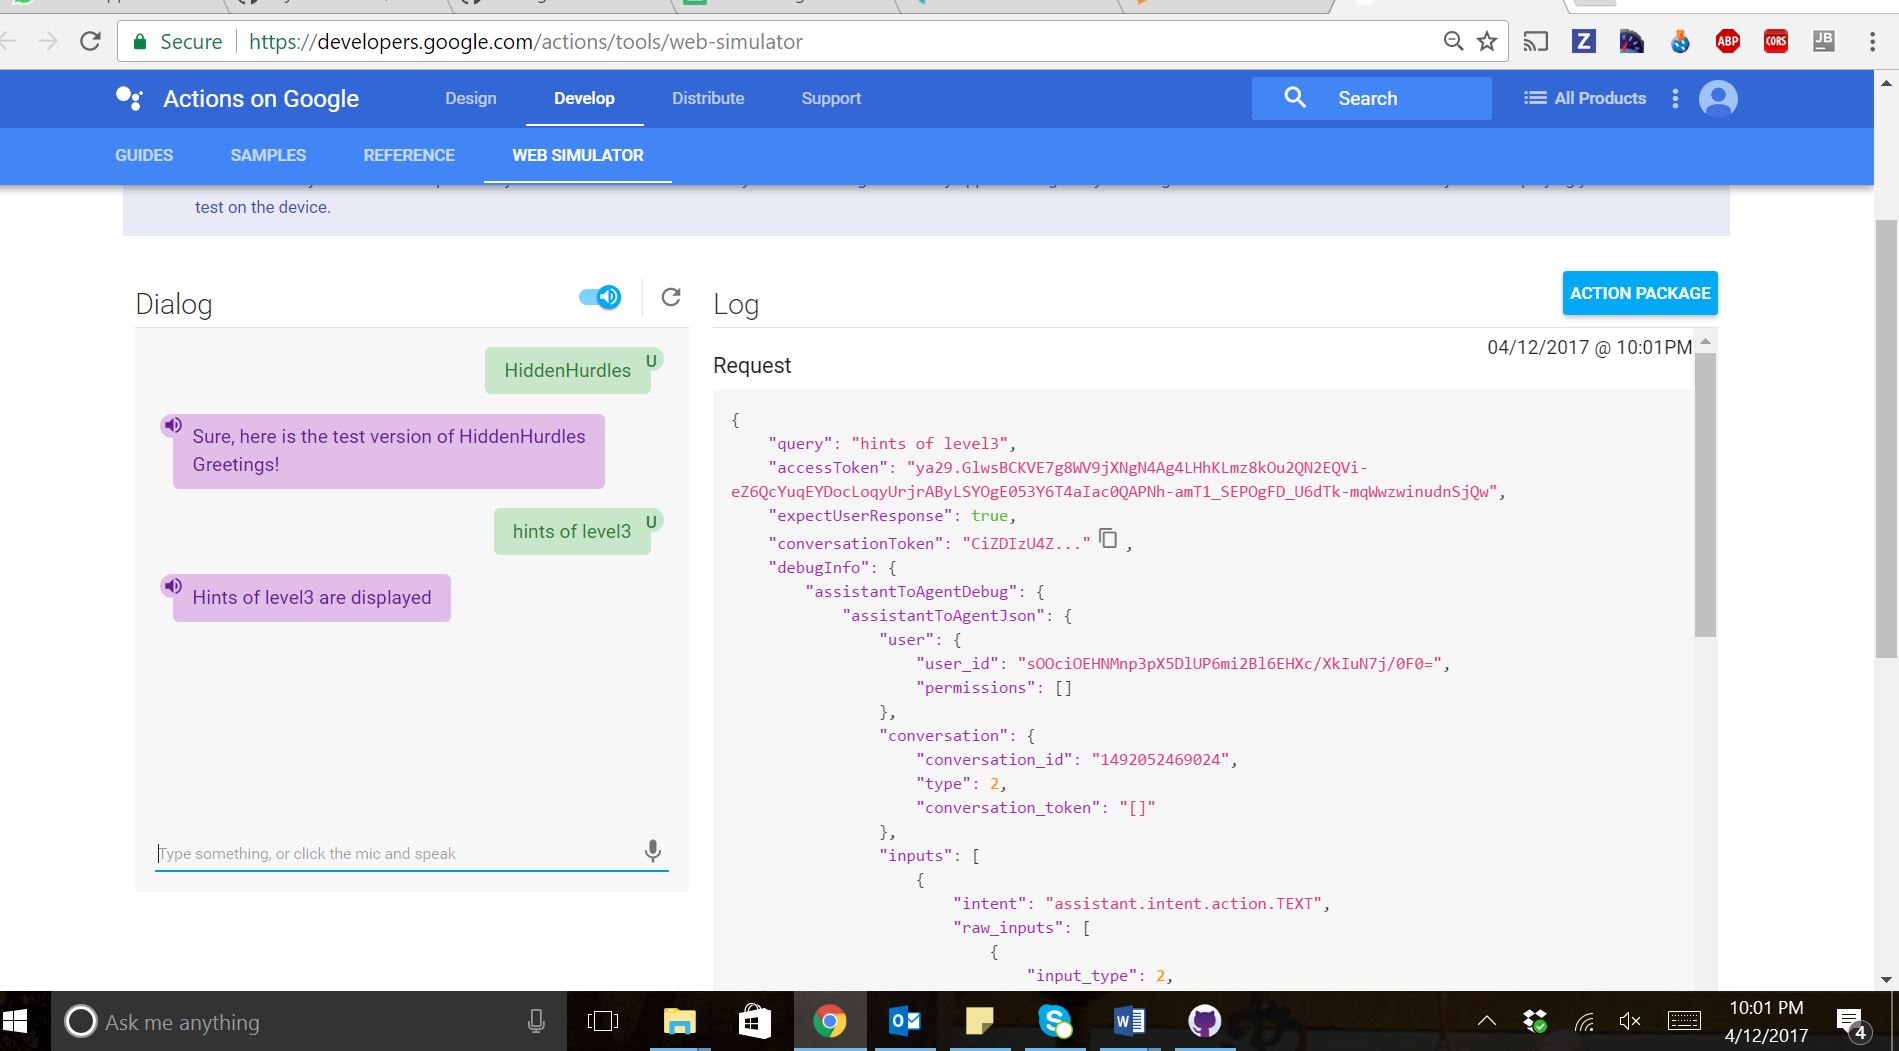 Secure
https://developers.google.com/actions/tools/web-simulator
Z
ABP
CORS
JB
Actions on Google
Design
Develop
Distribute
Support
Search
All Products
GUIDES
SAMPLES
REFERENCE
WEB SIMULATOR
test on the device.
Dialog
HiddenHurdles
U
Sure, here is the test version of HiddenHurdles
Greetings!
hints of level3
U
Hints of level3 are displayed
Type something, or click the mic and speak
Log
ACTION PACKAGE
04/12/2017 @ 10:01PM
Request
{
"query": "hints of level3",
"accessToken": "ya29.GlwsBCKVE7g8WV9jXNgN4Ag4LHhKLmz8kOu2QN2EQVi-
eZ6QcYuqEYDocLoqyUrjrAByLSYOgE053Y6T4aIac0QAPNh-amT1_SEPOgFD_U6dTk-mqWwzwinudnSjQw",
"expectUserResponse": true,
"conversationToken": "CiZDIzU4Z..." ,
"debugInfo": {
"assistantToAgentDebug": {
"assistantToAgentJson": {
"user": {
"user_id": "sOOciOEHNMnp3pX5DlUP6mi2Bl6EHXc/XkIuN7j/0F0=",
"permissions": []
},
"conversation": {
"conversation_id": "1492052469024",
"type": 2,
"conversation_token": "[]"
},
"inputs": [
{
"intent": "assistant.intent.action.TEXT",
"raw_inputs": [
{
"input_type": 2,
Ask me anything
10:01 PM
4/12/2017
4